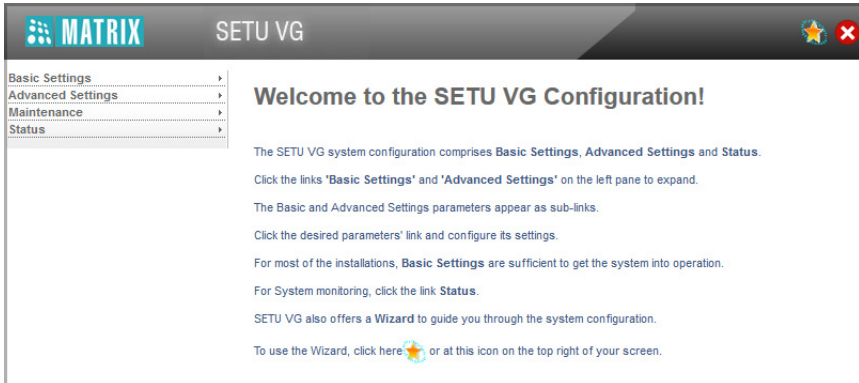 MATRIX SETU VG
Basic Settings
Advanced Settings
Maintenance
Status
Welcome to the SETU VG Configuration!
The SETU VG system configuration comprises Basic Settings, Advanced Settings and Status.
Click the links 'Basic Settings' and 'Advanced Settings' on the left pane to expand.
The Basic and Advanced Settings parameters appear as sub-links.
Click the desired parameters' link and configure its settings.
For most of the installations, Basic Settings are sufficient to get the system into operation.
For System monitoring, click the link Status.
SETU VG also offers a Wizard to guide you through the system configuration.
To use the Wizard, click here or at this icon on the top right of your screen.